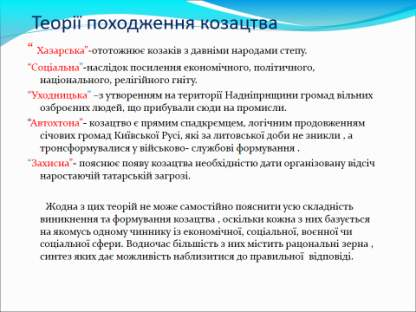 Теорії походження козацтва
“ Хазарська”-ототожнює козаків з давніми народами степу.
“Соціальна”-наслідок посилення економічного, політичного,
національного, релігійного гніту.
“Уходницька” –з утворенням на території Надніпрянщини громад вільних
озброєних людей, що прибували сюди на промисли.
“Автохтона”- козацтво є прямим спадкоємцем, логічним продовженням
січових громад Київської Русі, які за литовської доби не зникли , а
тронсформувалися у військово- службові формування .
“Захисна”- пояснює появу козацтва необхідністю дати організовану відсіч
наростаючій татарській загрозі.
Жодна з цих теорій не може самостійно пояснити усю складність
виникнення та формування козацтва , оскільки кожна з них базується
на якомусь одному чиннику із економічної, соціальної, воєнної чи
соціальної сфери. Водночас більшість з них містить раціональні зерна ,
синтез яких дає можливість наблизитися до правильної  відповіді.